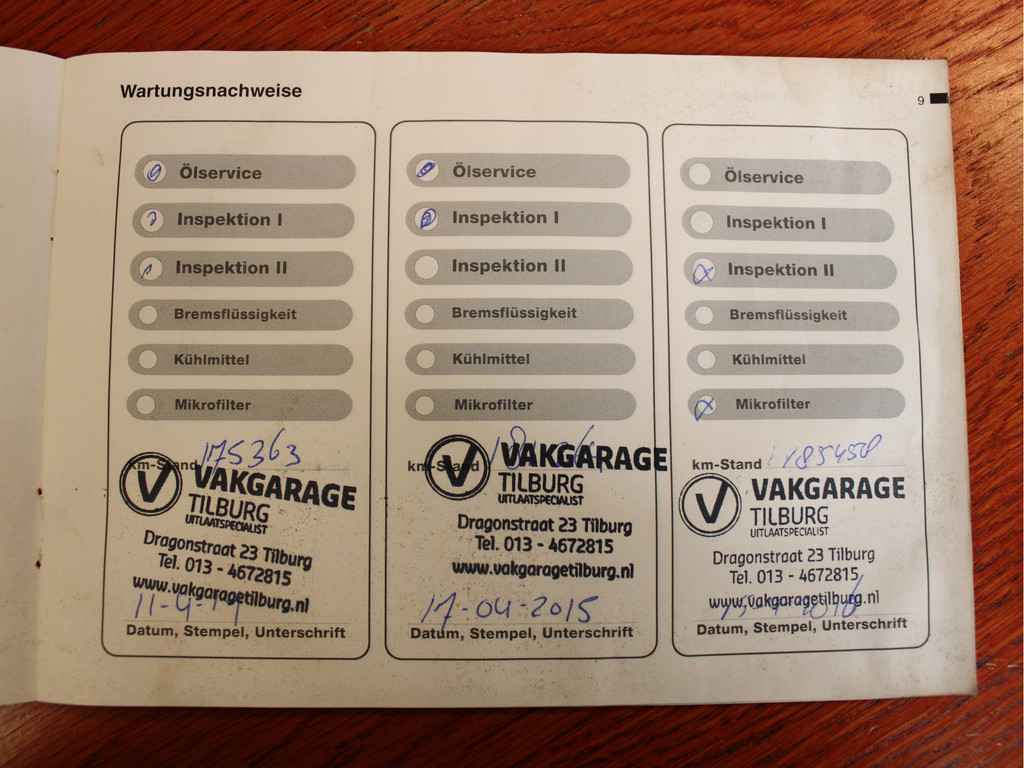 Wartungsnachweise
9
Ölservice
Inspektion I
Inspektion II
Bremsflüssigkeit
Kühlmittel
Mikrofilter
175363
km-Stand
VAKGARAGE
TILBURG
UITLAATSPECIALIST
Dragonstraat 23 Tilburg
Tel. 013 - 4672815
www.vakgaragetilburg.nl
Datum, Stempel, Unterschrift
Ölservice
Inspektion I
Inspektion II
Bremsflüssigkeit
Kühlmittel
Mikrofilter
km-Stand
VAKGARAGE
TILBURG
UITLAATSPECIALIST
Dragonstraat 23 Tilburg
Tel. 013 - 4672815
www.vakgaragetilburg.nl
17-04-2015
Datum, Stempel, Unterschrift
Ölservice
Inspektion I
Inspektion II
Bremsflüssigkeit
Kühlmittel
Mikrofilter
km-Stand 185458
VAKGARAGE
TILBURG
UITLAATSPECIALIST
Dragonstraat 23 Tilburg
Tel. 013 - 4672815
www.vakgaragetilburg.nl
Datum, Stempel, Unterschrift